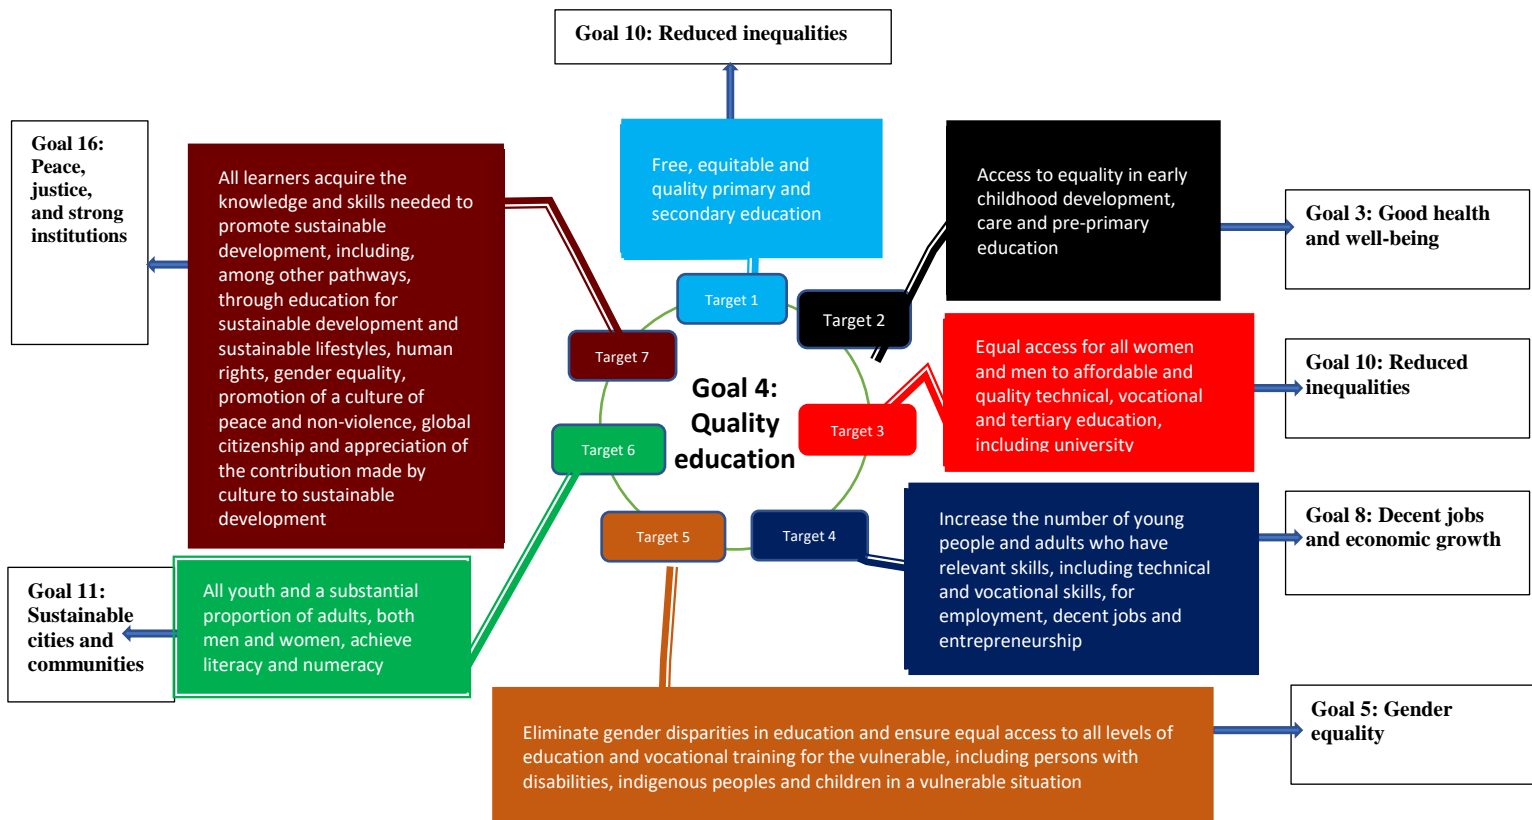 Goal 10: Reduced inequalities
Goal 16:
Peace,
justice,
and strong
institutions
All learners acquire the
knowledge and skills needed to
promote sustainable
development, including,
among other pathways,
through education for
sustainable development and
sustainable lifestyles, human
rights, gender equality,
promotion of a culture of
peace and non-violence, global
citizenship and appreciation of
the contribution made by
culture to sustainable
development
Free, equitable and
quality primary and
secondary education
Access to equality in early
childhood development,
care and pre-primary
education
Goal 3: Good health
and well-being
Target 1
Target 2
Target 7
Goal 4:
Quality
education
Target 3
Target 6
Target 5
Target 4
Equal access for all women
and men to affordable and
quality technical, vocational
and tertiary education,
including university
Goal 10: Reduced
inequalities
Increase the number of young
people and adults who have
relevant skills, including technical
and vocational skills, for
employment, decent jobs and
entrepreneurship
Goal 8: Decent jobs
and economic growth
Goal 11:
Sustainable
cities and
communities
All youth and a substantial
proportion of adults, both
men and women, achieve
literacy and numeracy
Eliminate gender disparities in education and ensure equal access to all levels of
education and vocational training for the vulnerable, including persons with
disabilities, indigenous peoples and children in a vulnerable situation
Goal 5: Gender
equality